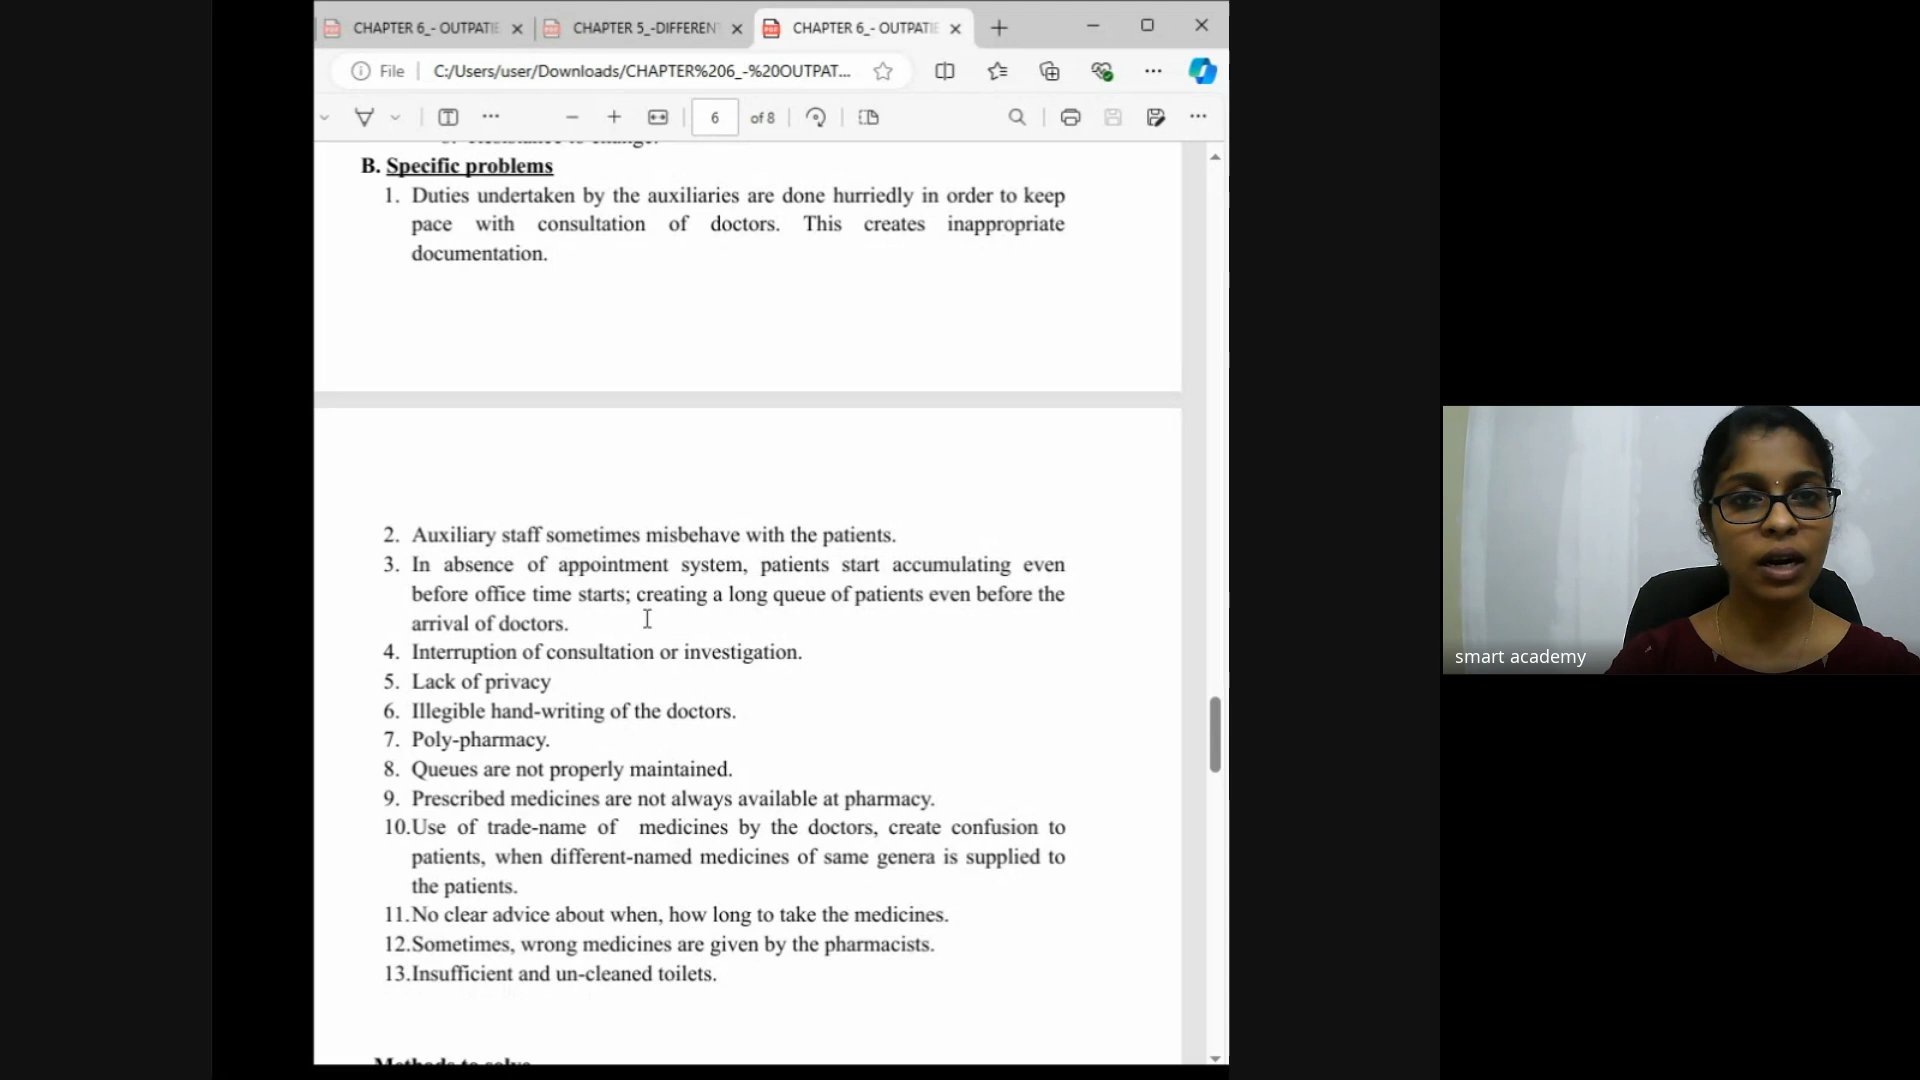 CHAPTER 6_- OUTPATIE
CHAPTER 5_-DIFFEREN
CHAPTER 6_- OUTPATIE
File
C:/Users/user/Downloads/CHAPTER%206_-%20OUTPAT...
6 of 8
B. Specific problems
1. Duties undertaken by the auxiliaries are done hurriedly in order to keep
pace with consultation of doctors. This creates inappropriate
documentation.
2. Auxiliary staff sometimes misbehave with the patients.
3. In absence of appointment system, patients start accumulating even
before office time starts; creating a long queue of patients even before the
arrival of doctors.
4. Interruption of consultation or investigation.
5. Lack of privacy
6. Illegible hand-writing of the doctors.
7. Poly-pharmacy.
8. Queues are not properly maintained.
9. Prescribed medicines are not always available at pharmacy.
10.Use of trade-name of medicines by the doctors, create confusion to
patients, when different-named medicines of same genera is supplied to
the patients.
11.No clear advice about when, how long to take the medicines.
12.Sometimes, wrong medicines are given by the pharmacists.
13.Insufficient and un-cleaned toilets.
Methods to solve
smart academy